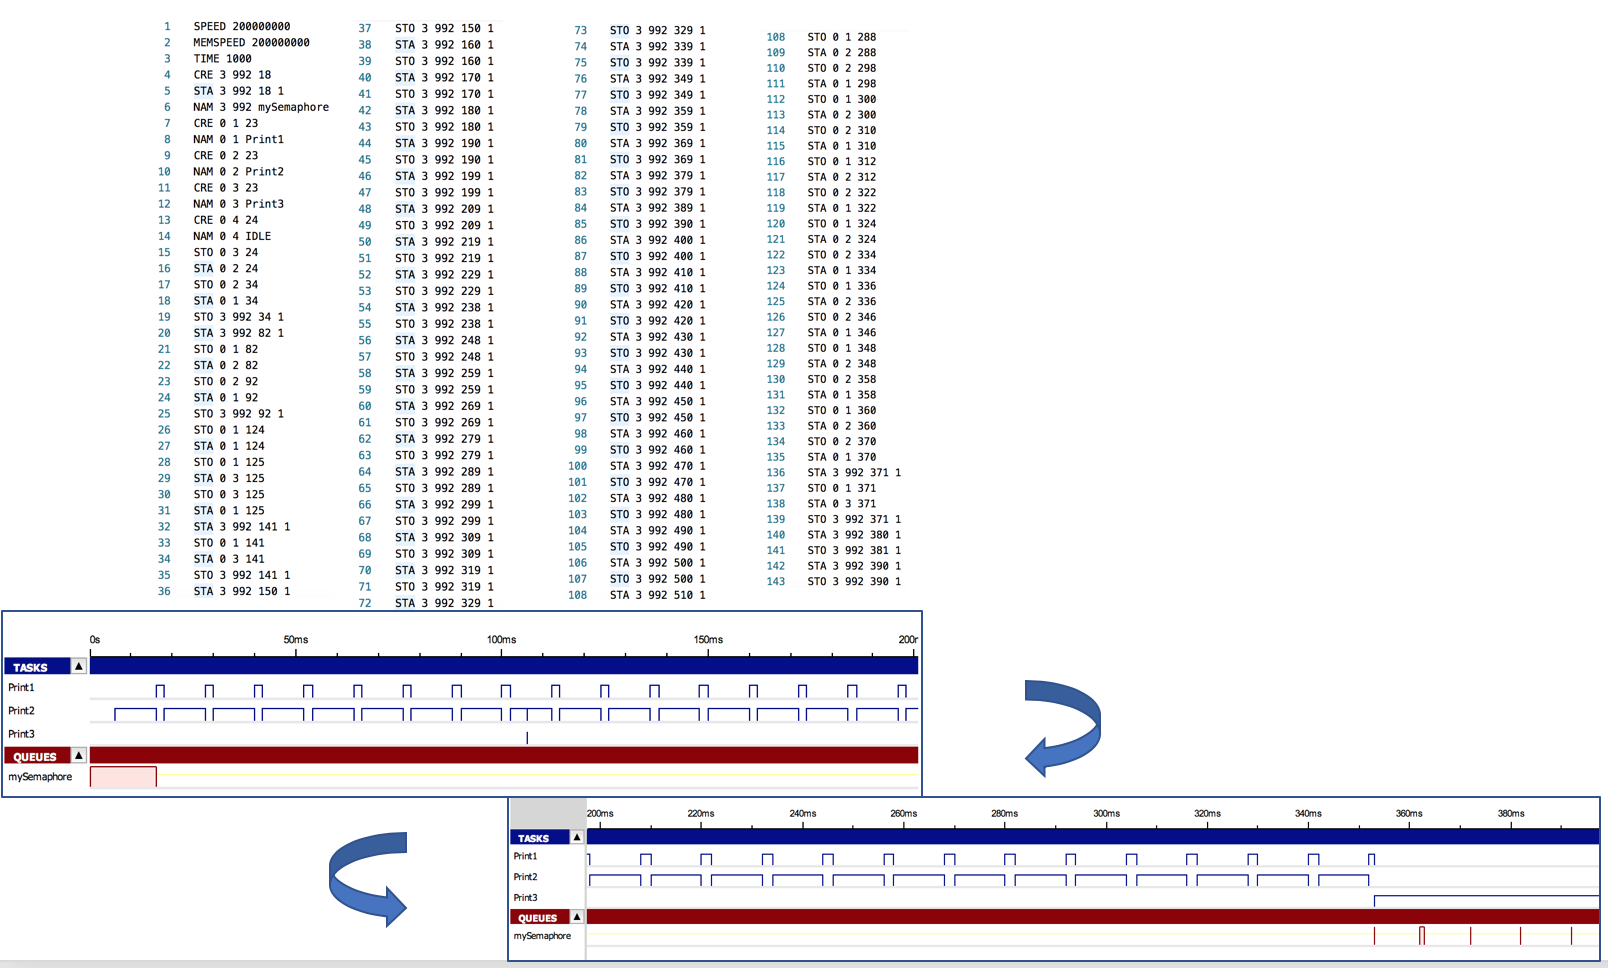 1 SPEED 200000000
2 MEMSPEED 200000000
3 TIME 1000
4 CRE 3 992 18
5 STA 3 992 18 1
6 NAM 3 992 mySemaphore
7 CRE 0 1 23
8 NAM 0 1 Print1
9 CRE 0 2 23
10 NAM 0 2 Print2
11 CRE 0 3 23
12 NAM 0 3 Print3
13 CRE 0 4 24
14 NAM 0 4 IDLE
15 STO 0 3 24
16 STA 0 2 24
17 STO 0 2 34
18 STA 0 1 34
19 STO 3 992 34 1
20 STA 3 992 82 1
21 STO 0 1 82
22 STA 0 2 82
23 STO 0 2 92
24 STA 0 1 92
25 STO 3 992 92 1
26 STO 0 1 124
27 STA 0 1 124
28 STO 0 1 125
29 STA 0 3 125
30 STO 0 3 125
31 STA 0 1 125
32 STA 3 992 141 1
33 STO 0 1 141
34 STA 0 3 141
35 STO 3 992 141 1
36 STA 3 992 150 1
37 STO 3 992 150 1
38 STA 3 992 160 1
39 STO 3 992 160 1
40 STA 3 992 170 1
41 STO 3 992 170 1
42 STA 3 992 180 1
43 STO 3 992 180 1
44 STA 3 992 190 1
45 STO 3 992 190 1
46 STA 3 992 199 1
47 STO 3 992 199 1
48 STA 3 992 209 1
49 STO 3 992 209 1
50 STA 3 992 219 1
51 STO 3 992 219 1
52 STA 3 992 229 1
53 STO 3 992 229 1
54 STA 3 992 238 1
55 STO 3 992 238 1
56 STA 3 992 248 1
57 STO 3 992 248 1
58 STA 3 992 259 1
59 STO 3 992 259 1
60 STA 3 992 269 1
61 STO 3 992 269 1
62 STA 3 992 279 1
63 STO 3 992 279 1
64 STA 3 992 289 1
65 STO 3 992 289 1
66 STA 3 992 299 1
67 STO 3 992 299 1
68 STA 3 992 309 1
69 STO 3 992 309 1
70 STA 3 992 319 1
71 STO 3 992 319 1
72 STA 3 992 329 1
73 STO 3 992 329 1
74 STA 3 992 339 1
75 STO 3 992 339 1
76 STA 3 992 349 1
77 STO 3 992 349 1
78 STA 3 992 359 1
79 STO 3 992 359 1
80 STA 3 992 369 1
81 STO 3 992 369 1
82 STA 3 992 379 1
83 STO 3 992 379 1
84 STA 3 992 389 1
85 STO 3 992 390 1
86 STA 3 992 400 1
87 STO 3 992 400 1
88 STA 3 992 410 1
89 STO 3 992 410 1
90 STA 3 992 420 1
91 STO 3 992 420 1
92 STA 3 992 430 1
93 STO 3 992 430 1
94 STA 3 992 440 1
95 STO 3 992 440 1
96 STA 3 992 450 1
97 STO 3 992 450 1
98 STA 3 992 460 1
99 STO 3 992 460 1
100 STA 3 992 470 1
101 STO 3 992 470 1
102 STA 3 992 480 1
103 STO 3 992 480 1
104 STA 3 992 490 1
105 STO 3 992 490 1
106 STA 3 992 500 1
107 STO 3 992 500 1
108 STA 3 992 510 1
108 STO 0 1 288
109 STA 0 2 288
110 STO 0 2 298
111 STA 0 1 298
112 STO 0 1 300
113 STA 0 2 300
114 STO 0 2 310
115 STA 0 1 310
116 STO 0 1 312
117 STA 0 2 312
118 STO 0 2 322
119 STA 0 1 322
120 STO 0 1 324
121 STA 0 2 324
122 STO 0 2 334
123 STA 0 1 334
124 STO 0 1 336
125 STA 0 2 336
126 STO 0 2 346
127 STA 0 1 346
128 STO 0 1 348
129 STA 0 2 348
130 STO 0 2 358
131 STA 0 1 358
132 STO 0 1 360
133 STA 0 2 360
134 STO 0 2 370
135 STA 0 1 370
136 STA 3 992 371 1
137 STO 0 1 371
138 STA 0 3 371
139 STO 3 992 371 1
140 STA 3 992 380 1
141 STO 3 992 381 1
142 STA 3 992 390 1
143 STO 3 992 390 1
0s 50ms 100ms 150ms 200r
TASKS ▲
Print1
Print2
Print3
QUEUES ▲
mySemaphore
200ms 220ms 240ms 260ms 280ms 300ms 320ms 340ms 360ms 380ms
TASKS ▲
Print1
Print2
Print3
QUEUES ▲
mySemaphore